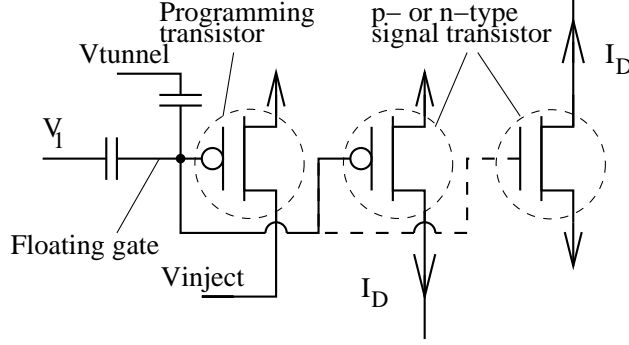 Programming
transistor
p- or n-type
signal transistor
Vtunnel
I_D
V_1
Floating gate
Vinject
I_D